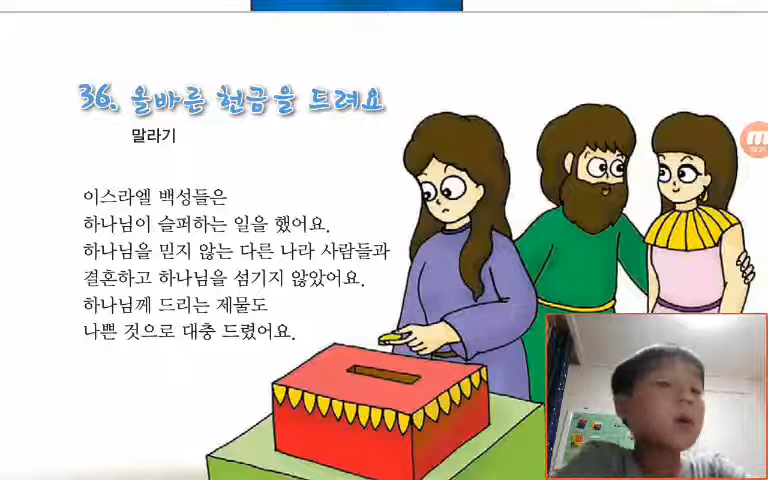 36. 올바른 헌금을 드려요
말라기
이스라엘 백성들은
하나님이 슬퍼하는 일을 했어요.
하나님을 믿지 않는 다른 나라 사람들과
결혼하고 하나님을 섬기지 않았어요.
하나님께 드리는 제물도
나쁜 것으로 대충 드렸어요.